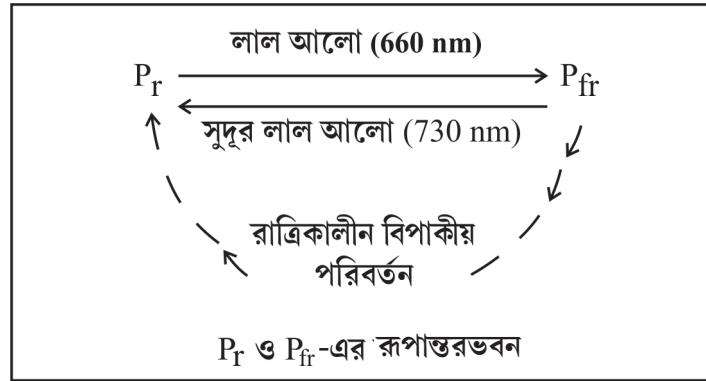 লাল আলো (660 nm)
Pr Pfr
সুদূর লাল আলো (730 nm)
রাত্রিকালীন বিপাকীয়
পরিবর্তন
Pr ও Pfr-এর রূপান্তরভবন